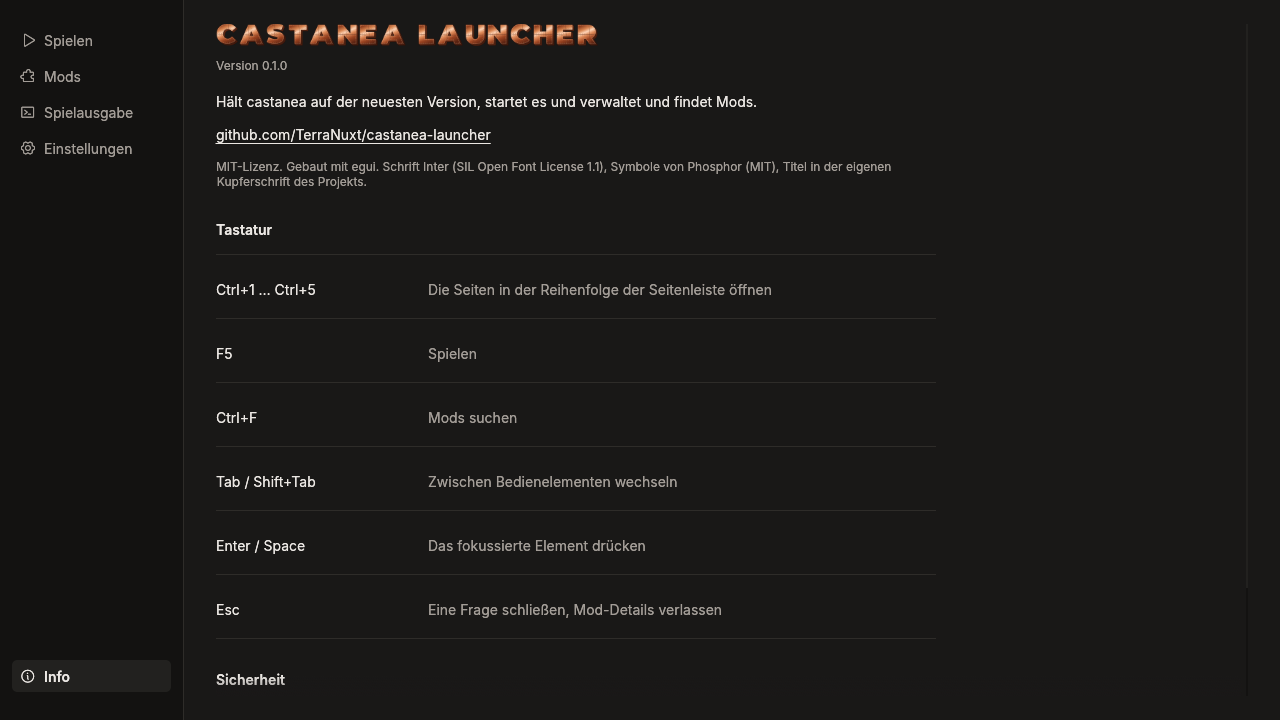 Spielen
Mods
Spielausgabe
Einstellungen
Info
CASTANEA LAUNCHER
Version 0.1.0
Hält castanea auf der neuesten Version, startet es und verwaltet und findet Mods.
github.com/TerraNuxt/castanea-launcher
MIT-Lizenz. Gebaut mit egui. Schrift Inter (SIL Open Font License 1.1), Symbole von Phosphor (MIT), Titel in der eigenen
Kupferschrift des Projekts.
Tastatur
Ctrl+1 … Ctrl+5 Die Seiten in der Reihenfolge der Seitenleiste öffnen
F5 Spielen
Ctrl+F Mods suchen
Tab / Shift+Tab Zwischen Bedienelementen wechseln
Enter / Space Das fokussierte Element drücken
Esc Eine Frage schließen, Mod-Details verlassen
Sicherheit